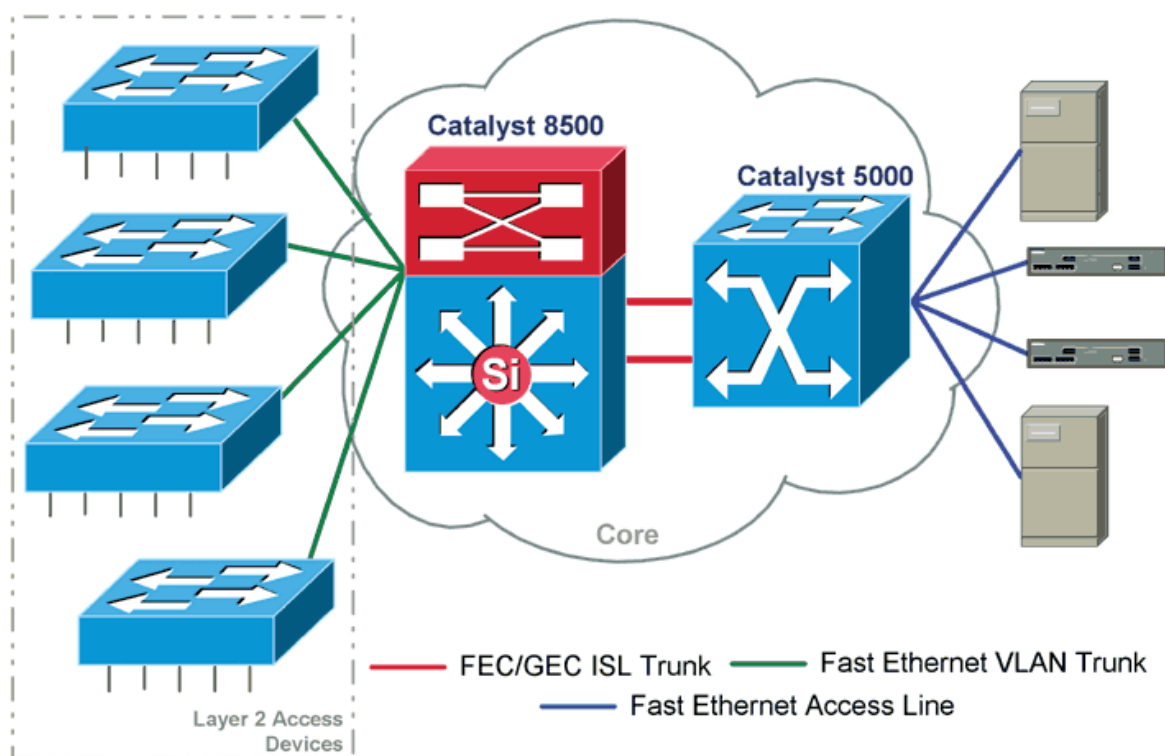 Catalyst 8500
Catalyst 5000
Si
Core
FEC/GEC ISL Trunk
Fast Ethernet VLAN Trunk
Fast Ethernet Access Line
Layer 2 Access
Devices